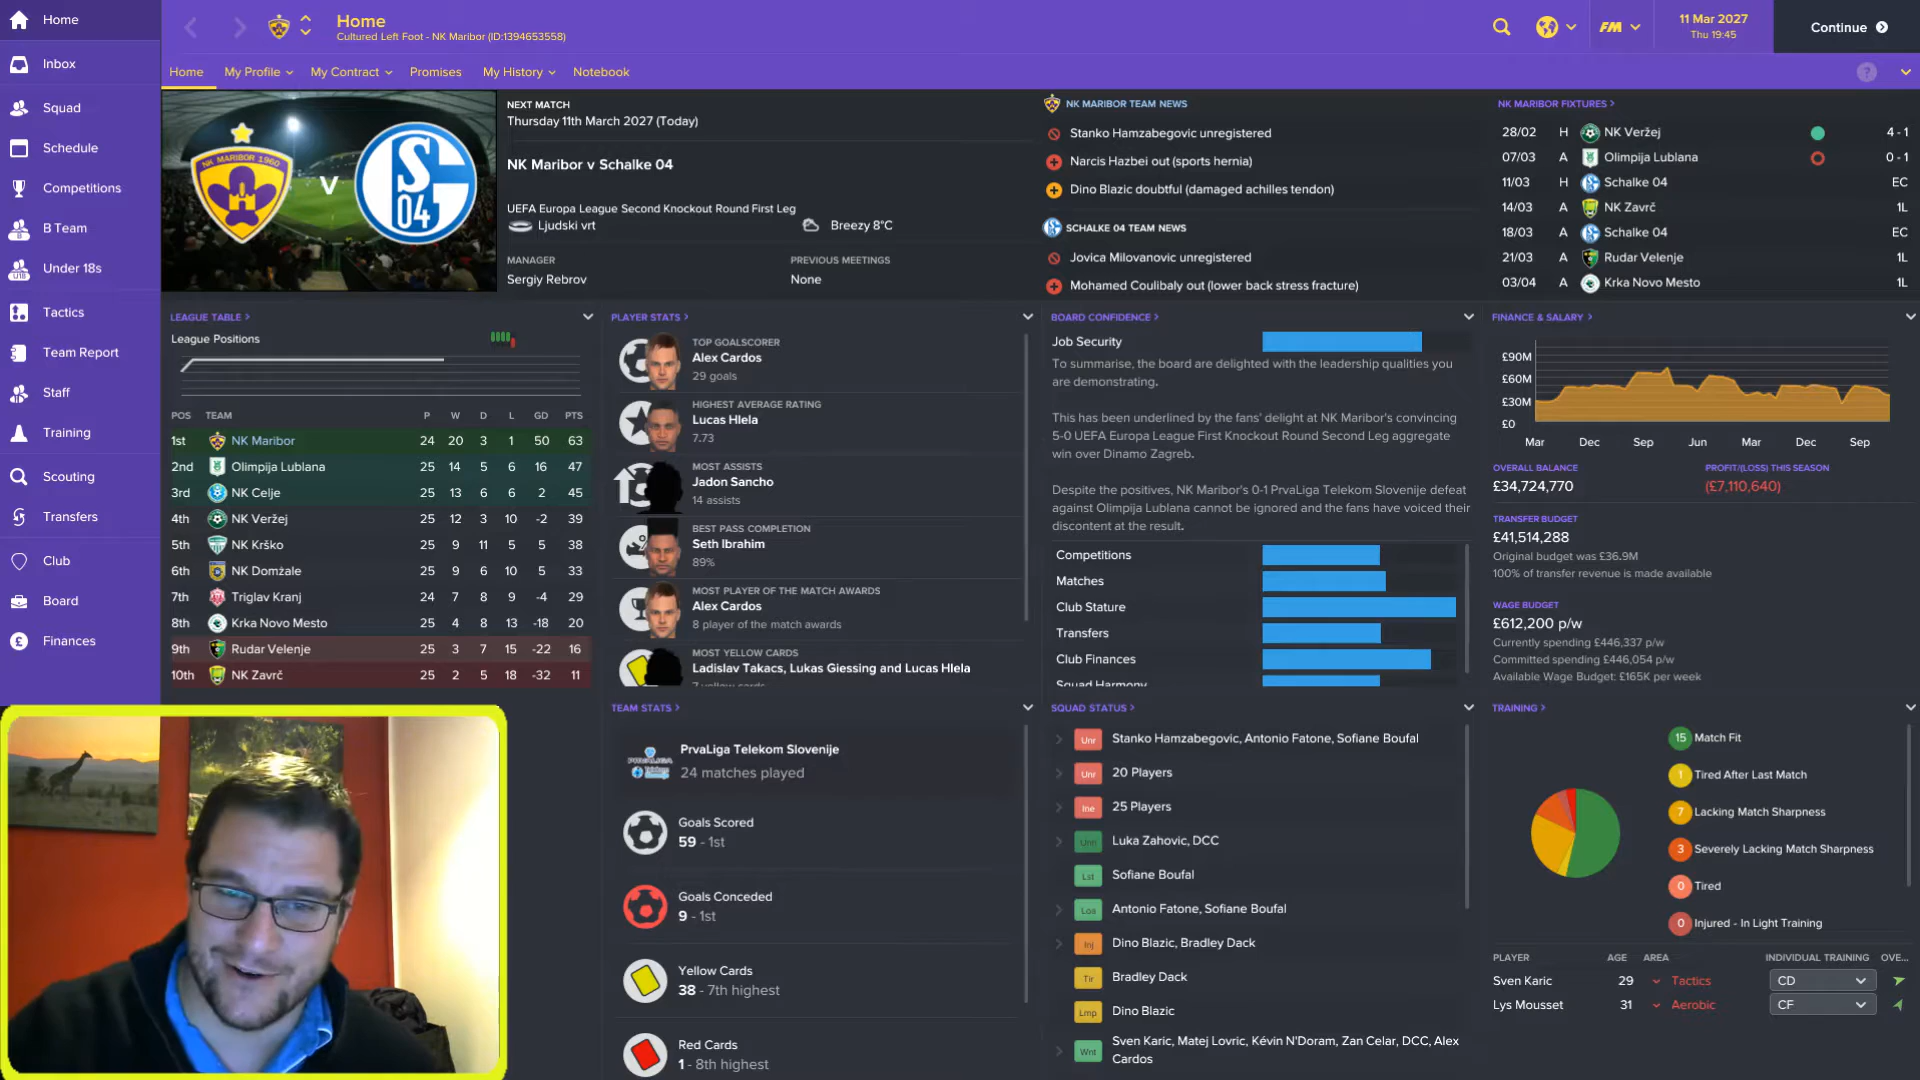 Home
Inbox
Squad
Schedule
Competitions
B Team
Under 18s
Tactics
Team Report
Staff
Training
Scouting
Transfers
Club
Board
Finances
Home
Cultured Left Foot - NK Maribor (ID:1394653558)
FM
11 Mar 2027
Thu 19:45
Continue
Home My Profile My Contract Promises My History Notebook
?
NK MARIBOR 1960
V
S 04
NEXT MATCH
Thursday 11th March 2027 (Today)
NK Maribor v Schalke 04
UEFA Europa League Second Knockout Round First Leg
Ljudski vrt Breezy 8°C
MANAGER PREVIOUS MEETINGS
Sergiy Rebrov None
NK MARIBOR TEAM NEWS
Stanko Hamzabegovic unregistered
Narcis Hazbei out (sports hernia)
Dino Blazic doubtful (damaged achilles tendon)
SCHALKE 04 TEAM NEWS
Jovica Milovanovic unregistered
Mohamed Coulibaly out (lower back stress fracture)
NK MARIBOR FIXTURES >
28/02 H NK Veržej 4 - 1
07/03 A Olimpija Lublana 0 - 1
11/03 H Schalke 04 EC
14/03 A NK Zavrč 1L
18/03 A Schalke 04 EC
21/03 A Rudar Velenje 1L
03/04 A Krka Novo Mesto 1L
LEAGUE TABLE >
League Positions
POS TEAM P W D L GD PTS
1st NK Maribor 24 20 3 1 50 63
2nd Olimpija Lublana 25 14 5 6 16 47
3rd NK Celje 25 13 6 6 2 45
4th NK Veržej 25 12 3 10 -2 39
5th NK Krško 25 9 11 5 5 38
6th NK Domžale 25 9 6 10 5 33
7th Triglav Kranj 24 7 8 9 -4 29
8th Krka Novo Mesto 25 4 8 13 -18 20
9th Rudar Velenje 25 3 7 15 -22 16
10th NK Zavrč 25 2 5 18 -32 11
PLAYER STATS >
TOP GOALSCORER
Alex Cardos
29 goals
HIGHEST AVERAGE RATING
Lucas Hlela
7.73
MOST ASSISTS
Jadon Sancho
14 assists
BEST PASS COMPLETION
Seth Ibrahim
89%
MOST PLAYER OF THE MATCH AWARDS
Alex Cardos
8 player of the match awards
MOST YELLOW CARDS
Ladislav Takacs, Lukas Giessing and Lucas Hlela
7 yellow cards
BOARD CONFIDENCE >
Job Security
To summarise, the board are delighted with the leadership qualities you
are demonstrating.
This has been underlined by the fans' delight at NK Maribor's convincing
5-0 UEFA Europa League First Knockout Round Second Leg aggregate
win over Dinamo Zagreb.
Despite the positives, NK Maribor's 0-1 PrvaLiga Telekom Slovenije defeat
against Olimpija Lublana cannot be ignored and the fans have voiced their
discontent at the result.
Competitions
Matches
Club Stature
Transfers
Club Finances
Squad Harmony
FINANCE & SALARY >
£90M
£60M
£30M
£0
Mar Dec Sep Jun Mar Dec Sep
OVERALL BALANCE PROFIT/(LOSS) THIS SEASON
£34,724,770 (£7,110,640)
TRANSFER BUDGET
£41,514,288
Original budget was £36.9M
100% of transfer revenue is made available
WAGE BUDGET
£612,200 p/w
Currently spending £446,337 p/w
Committed spending £446,054 p/w
Available Wage Budget: £165K per week
TEAM STATS >
PrvaLiga Telekom Slovenije
24 matches played
Goals Scored
59 - 1st
Goals Conceded
9 - 1st
Yellow Cards
38 - 7th highest
Red Cards
1 - 8th highest
SQUAD STATUS >
Unr Stanko Hamzabegovic, Antonio Fatone, Sofiane Boufal
Unr 20 Players
Ine 25 Players
Unn Luka Zahovic, DCC
Lst Sofiane Boufal
Loa Antonio Fatone, Sofiane Boufal
Inj Dino Blazic, Bradley Dack
Tir Bradley Dack
Lmp Dino Blazic
Wnt Sven Karic, Matej Lovric, Kévin N'Doram, Zan Celar, DCC, Alex
Cardos
TRAINING >
15 Match Fit
1 Tired After Last Match
7 Lacking Match Sharpness
3 Severely Lacking Match Sharpness
0 Tired
0 Injured - In Light Training
PLAYER AGE AREA INDIVIDUAL TRAINING OVE...
Sven Karic 29 Tactics CD
Lys Mousset 31 Aerobic CF